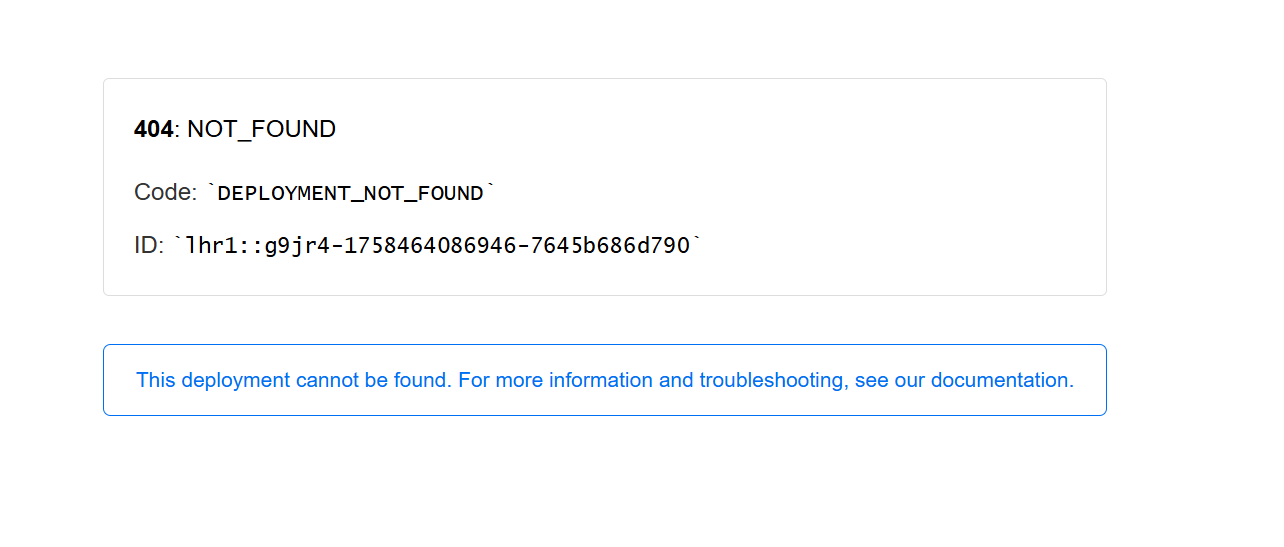 404: NOT_FOUND
Code: `DEPLOYMENT_NOT_FOUND`
ID: `lhr1::g9jr4-1758464086946-7645b686d790`
This deployment cannot be found. For more information and troubleshooting, see our documentation.